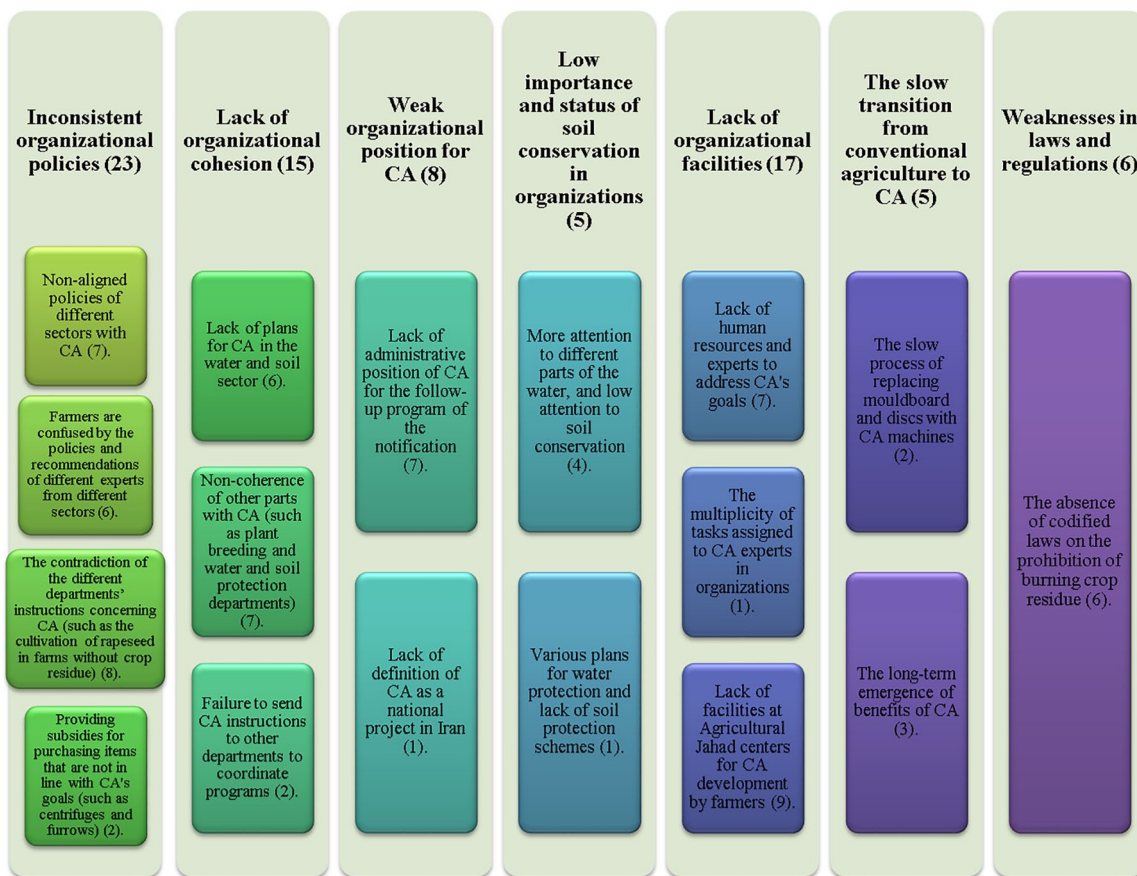 Inconsistent
organizational
policies (23)
Non-aligned
policies of
different
sectors with
CA (7).
Farmers are
confused by the
policies and
recommendations
of different experts
from different
sectors (6).
The contradiction of
the different
departments’
instructions concerning
CA (such as the
cultivation of rapeseed
in farms without crop
residue) (8).
Providing
subsidies for
purchasing items
that are not in
line with CA's
goals (such as
centrifuges and
furrows) (2).
Lack of
organizational
cohesion (15)
Lack of plans
for CA in the
water and soil
sector (6).
Non-coherence
of other parts
with CA (such
as plant
breeding and
water and soil
protection
departments)
(7).
Failure to send
CA instructions
to other
departments to
coordinate
programs (2).
Weak
organizational
position for
CA (8)
Lack of
administrative
position of CA
for the follow-
up program of
the
notification
(7).
Lack of
definition of
CA as a
national
project in Iran
(1).
Low
importance
and status of
soil
conservation
in
organizations
(5)
More attention
to different
parts of the
water, and low
attention to
soil
conservation
(4).
Various plans
for water
protection and
lack of soil
protection
schemes (1).
Lack of
organizational
facilities (17)
Lack of
human
resources and
experts to
address CA's
goals (7).
The
multiplicity of
tasks assigned
to CA experts
in
organizations
(1).
Lack of
facilities at
Agricultural
Jahad centers
for CA
development
by farmers (9).
The slow
transition
from
conventional
agriculture to
CA (5)
The slow
process of
replacing
mouldboard
and discs with
CA machines
(2).
The long-term
emergence of
benefits of CA
(3).
Weaknesses in
laws and
regulations (6)
The absence
of codified
laws on the
prohibition of
burning crop
residue (6).